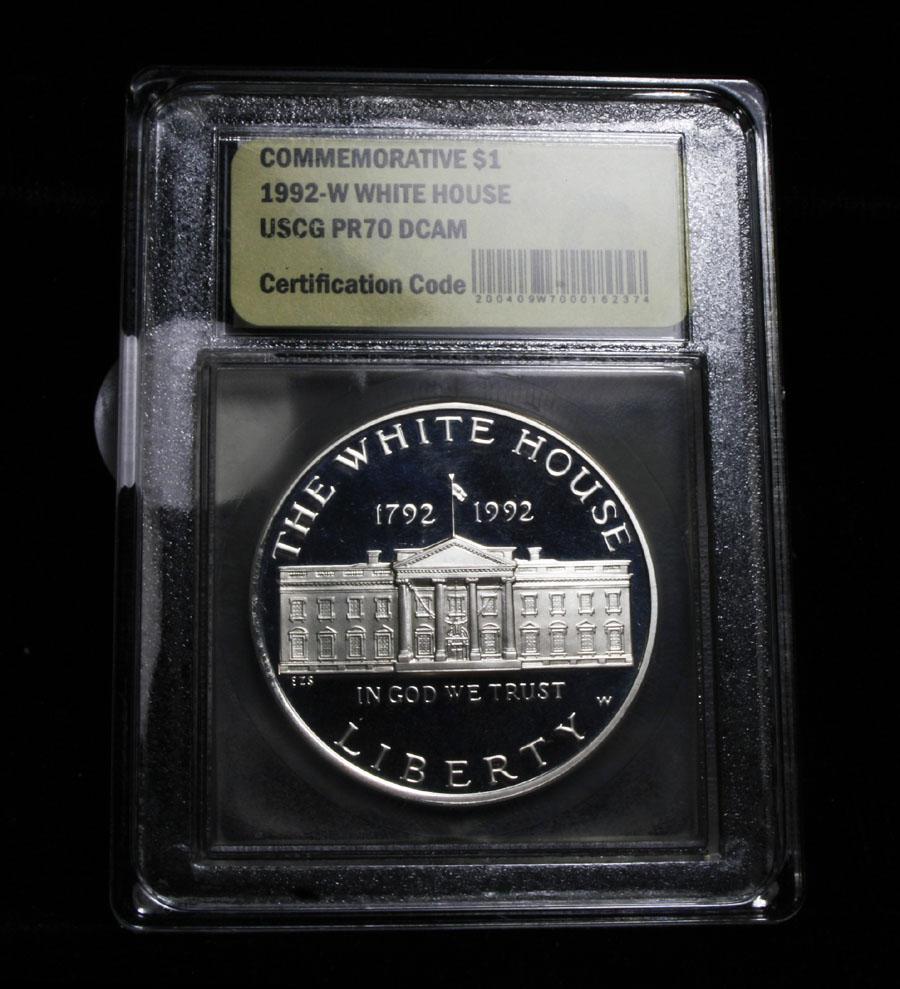 COMMEMORATIVE $1
1992-W WHITE HOUSE
USCG PR70 DCAM
Certification Code
200409W7000162374
THE WHITE HOUSE
1792 1992
IN GOD WE TRUST
W
LIBERTY